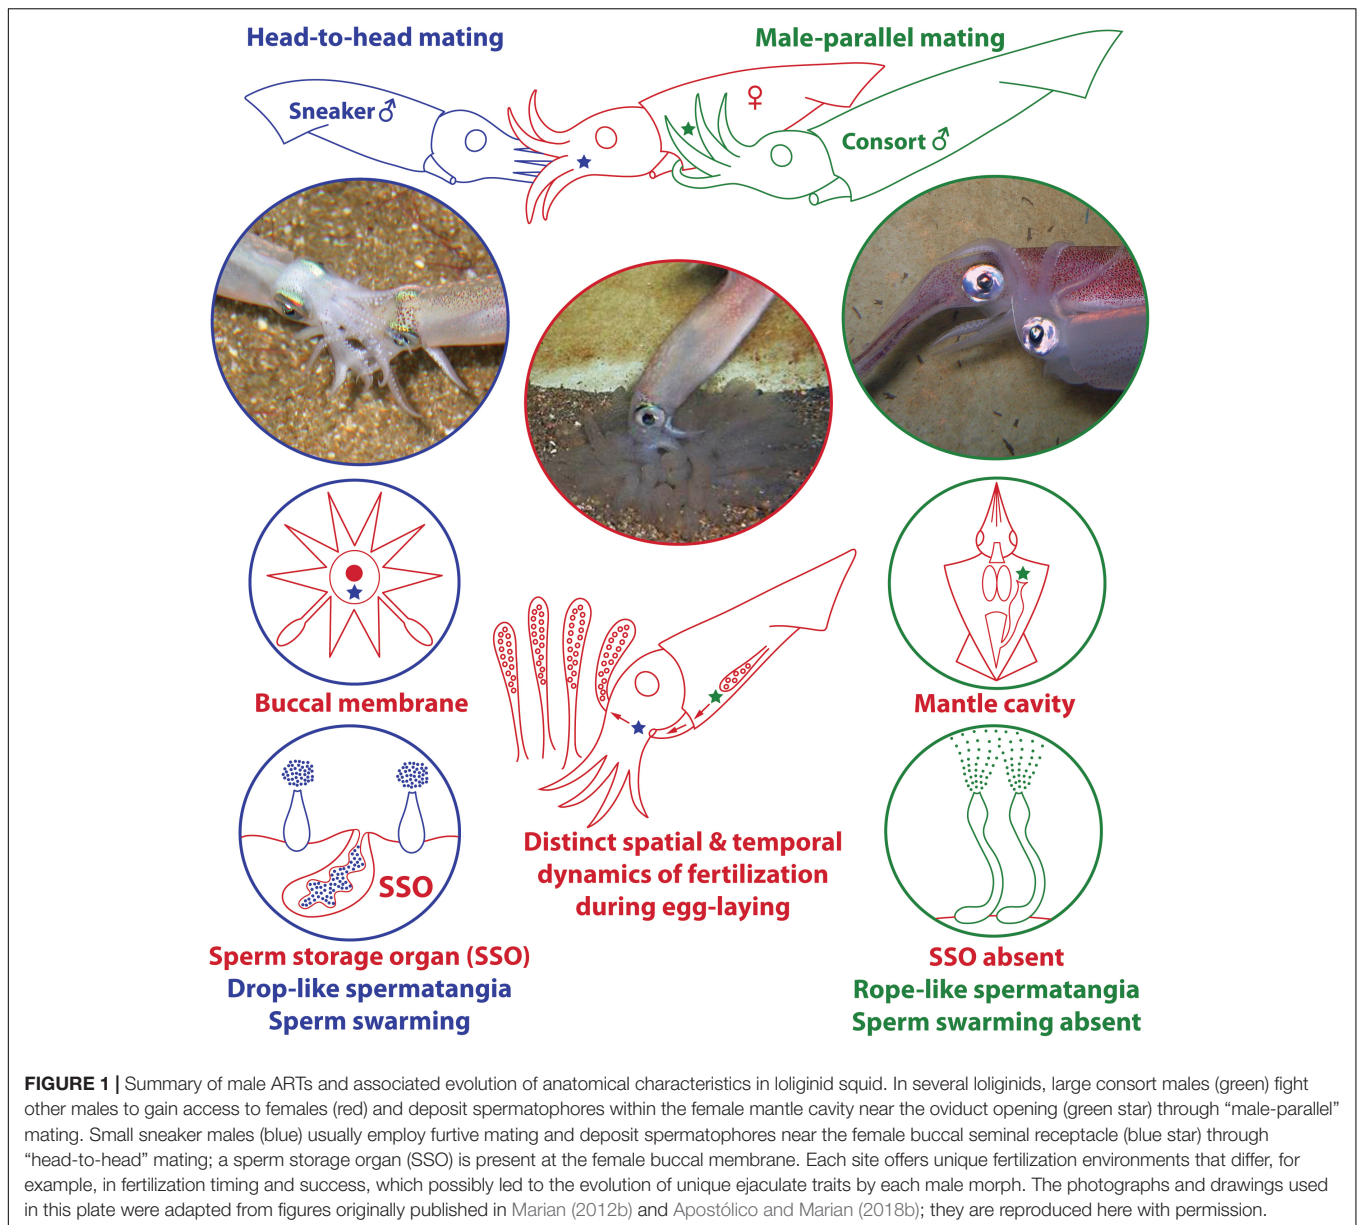 Head-to-head mating
Male-parallel mating
Sneaker ♂
♀
Consort ♂
Buccal membrane
Mantle cavity
SSO
Distinct spatial & temporal
dynamics of fertilization
during egg-laying
Sperm storage organ (SSO)
Drop-like spermatangia
Sperm swarming
SSO absent
Rope-like spermatangia
Sperm swarming absent
FIGURE 1 | Summary of male ARTs and associated evolution of anatomical characteristics in loliginid squid. In several loliginids, large consort males (green) fight
other males to gain access to females (red) and deposit spermatophores within the female mantle cavity near the oviduct opening (green star) through “male-parallel”
mating. Small sneaker males (blue) usually employ furtive mating and deposit spermatophores near the female buccal seminal receptacle (blue star) through
“head-to-head” mating; a sperm storage organ (SSO) is present at the female buccal membrane. Each site offers unique fertilization environments that differ, for
example, in fertilization timing and success, which possibly led to the evolution of unique ejaculate traits by each male morph. The photographs and drawings used
in this plate were adapted from figures originally published in Marian (2012b) and Apostólico and Marian (2018b); they are reproduced here with permission.